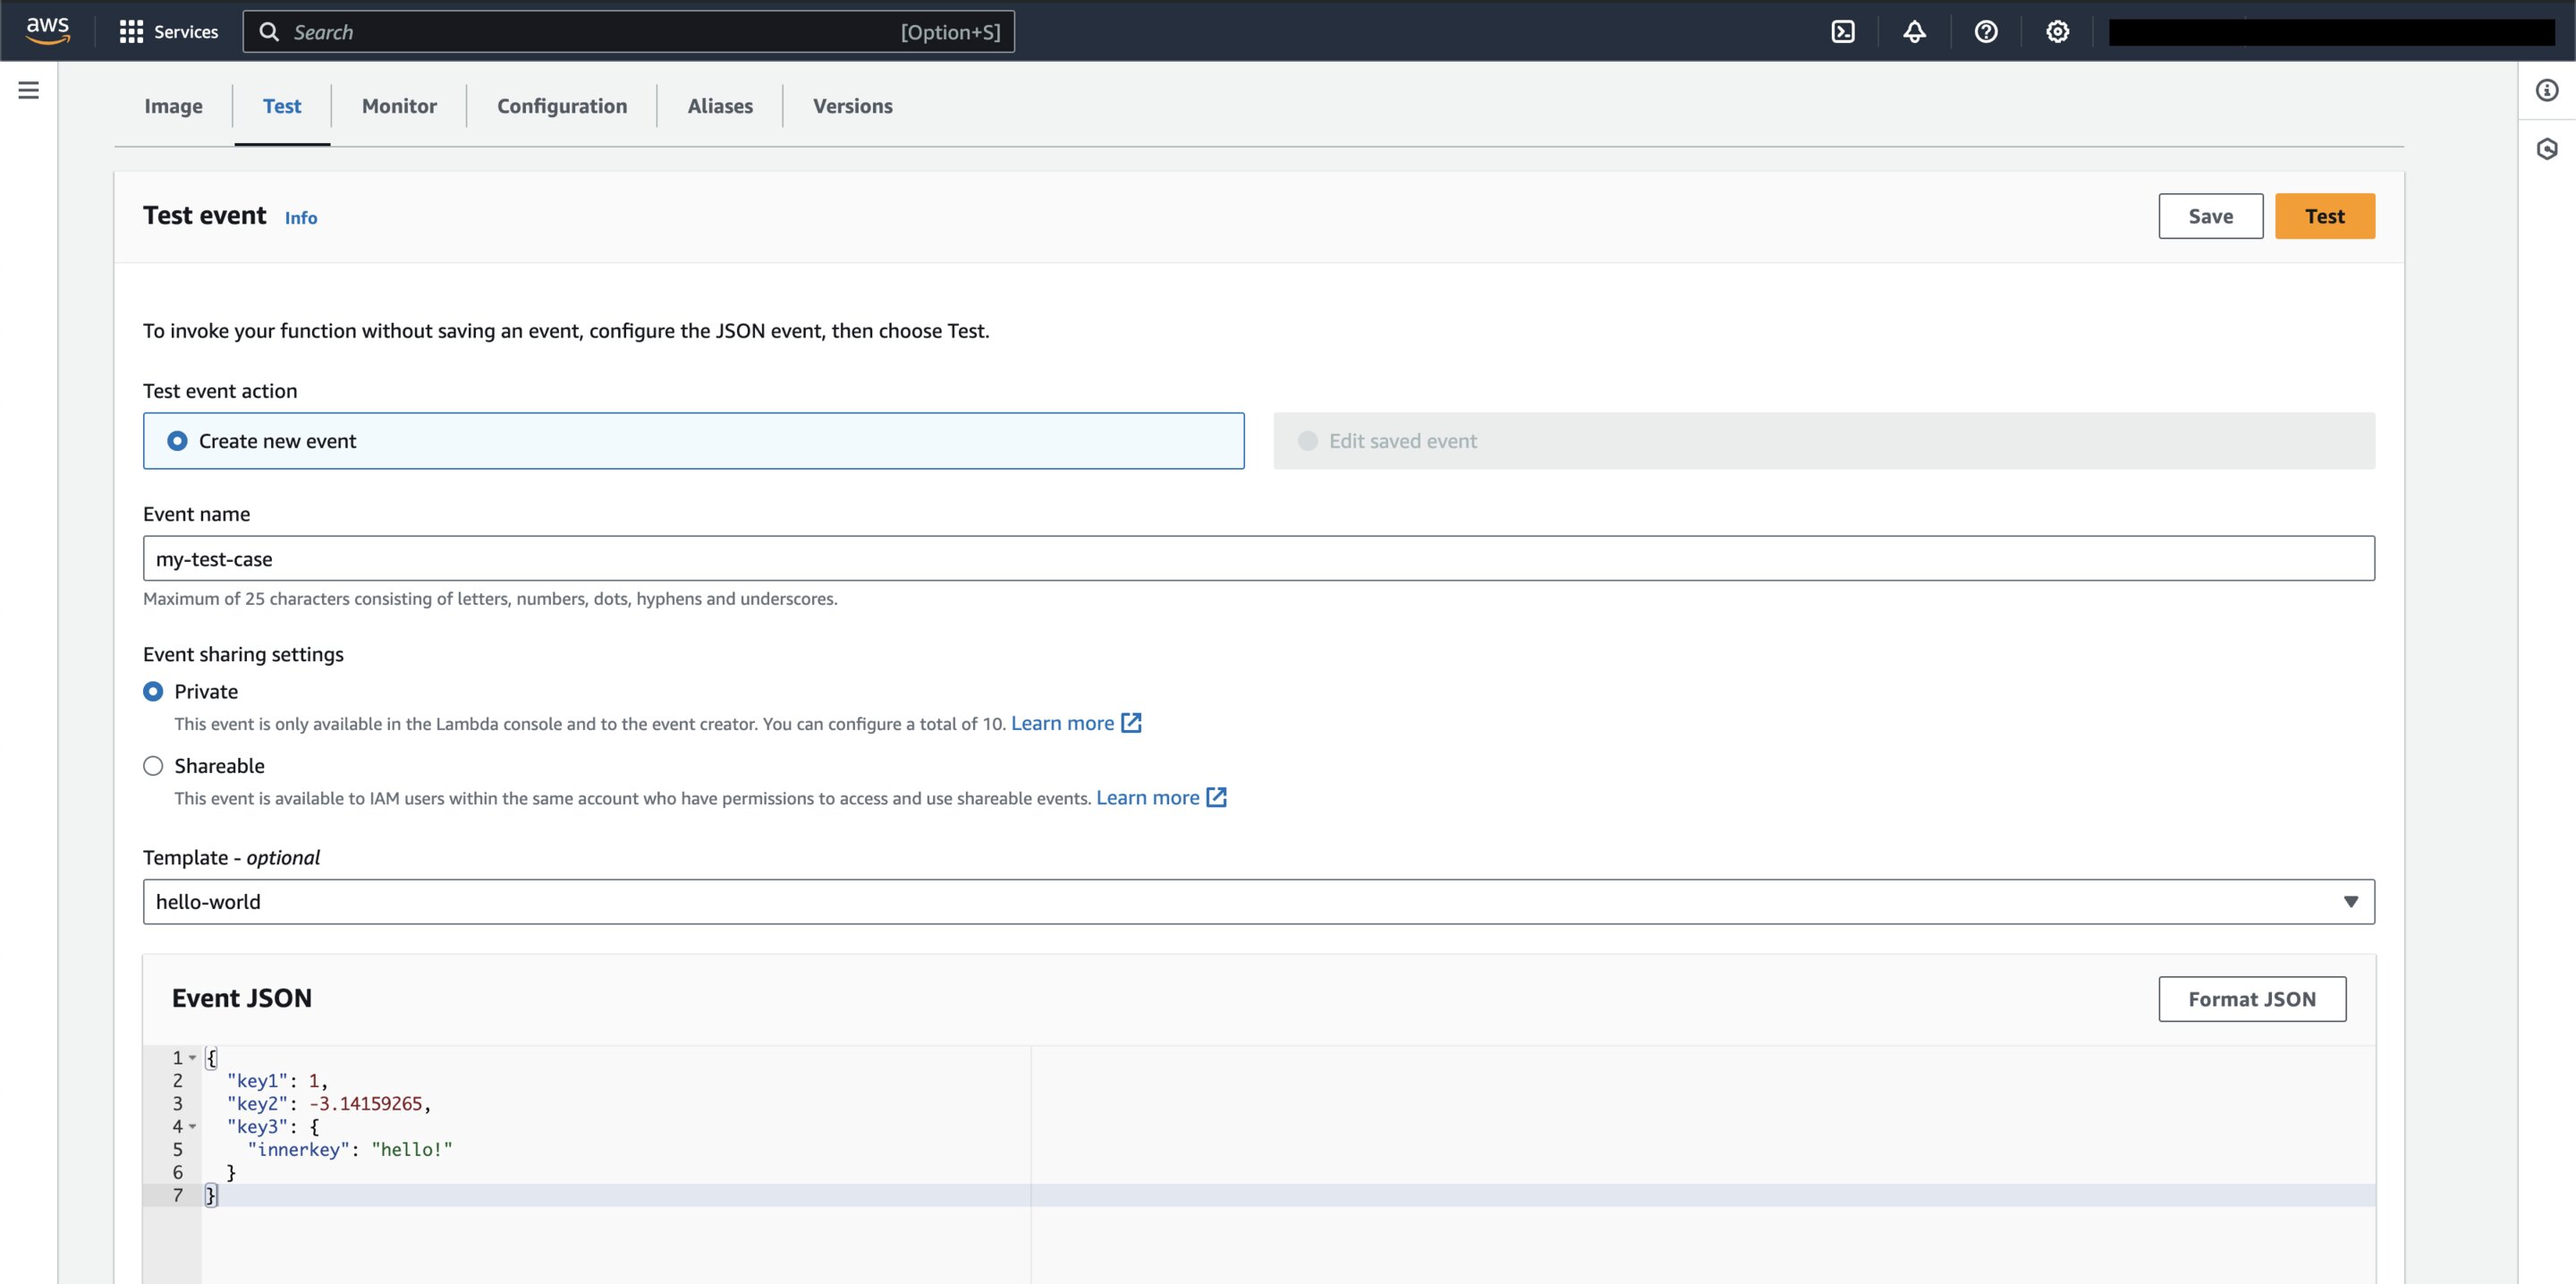 aws Services Search [Option+S]
Image Test Monitor Configuration Aliases Versions
Test event Info Save Test
To invoke your function without saving an event, configure the JSON event, then choose Test.
Test event action
Create new event Edit saved event
Event name
my-test-case
Maximum of 25 characters consisting of letters, numbers, dots, hyphens and underscores.
Event sharing settings
Private
This event is only available in the Lambda console and to the event creator. You can configure a total of 10. Learn more
Shareable
This event is available to IAM users within the same account who have permissions to access and use shareable events. Learn more
Template - optional
hello-world
Event JSON Format JSON
1 {
2 "key1": 1,
3 "key2": -3.14159265,
4 "key3": {
5 "innerkey": "hello!"
6 }
7 }